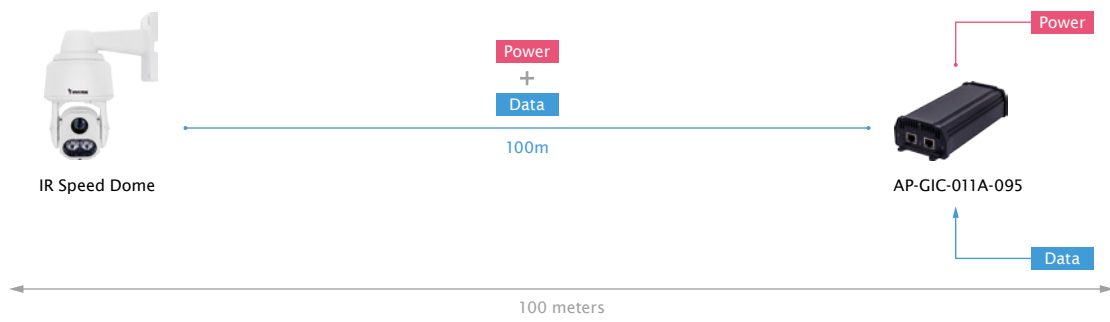 Power
Power
+
Data
100m
IR Speed Dome
AP-GIC-011A-095
Data
100 meters